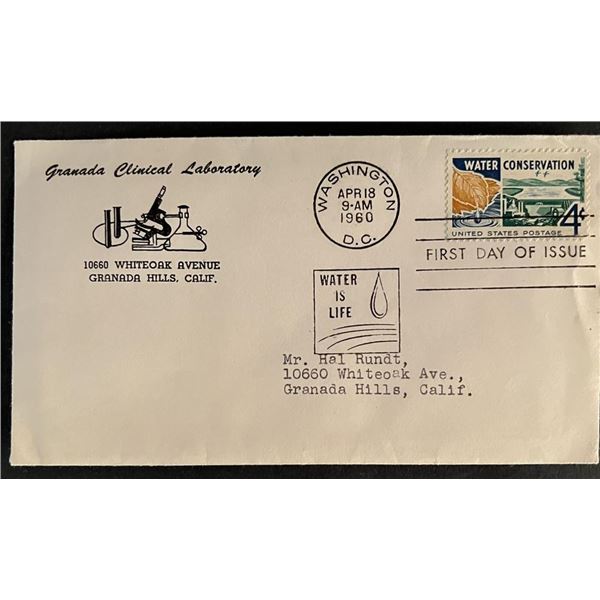 Granada Clinical Laboratory
10660 WHITEOAK AVENUE
GRANADA HILLS, CALIF.
WASHINGTON
APR 18
9-AM
1960
D.C.
WATER CONSERVATION
4¢
UNITED STATES POSTAGE
FIRST DAY OF ISSUE
WATER
IS
LIFE
Mr. Hal Rundt,
10660 Whiteoak Ave.,
Granada Hills, Calif.